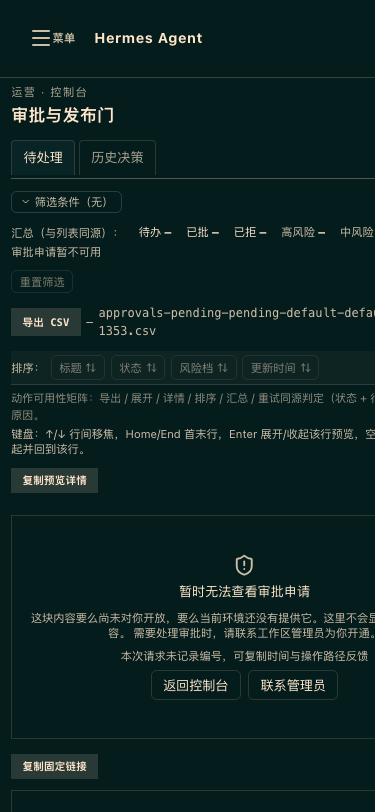 菜单 Hermes Agent
运营 · 控制台
审批与发布门
待处理 历史决策
筛选条件（无）
汇总（与列表同源）： 待办 — 已批 — 已拒 — 高风险 — 中风险
审批申请暂不可用
重置筛选
导出 CSV — approvals-pending-pending-default-defau
1353.csv
排序： 标题 ⇅ 状态 ⇅ 风险档 ⇅ 更新时间 ⇅
动作可用性矩阵：导出 / 展开 / 详情 / 排序 / 汇总 / 重试同源判定（状态 + 行
原因。
键盘：↑/↓ 行间移焦，Home/End 首末行，Enter 展开/收起该行预览，空
起并回到该行。
复制预览详情
暂时无法查看审批申请
这块内容要么尚未对你开放，要么当前环境还没有提供它。这里不会显
容。 需要处理审批时，请联系工作区管理员为你开通。
本次请求未记录编号，可复制时间与操作路径反馈
返回控制台 联系管理员
复制固定链接